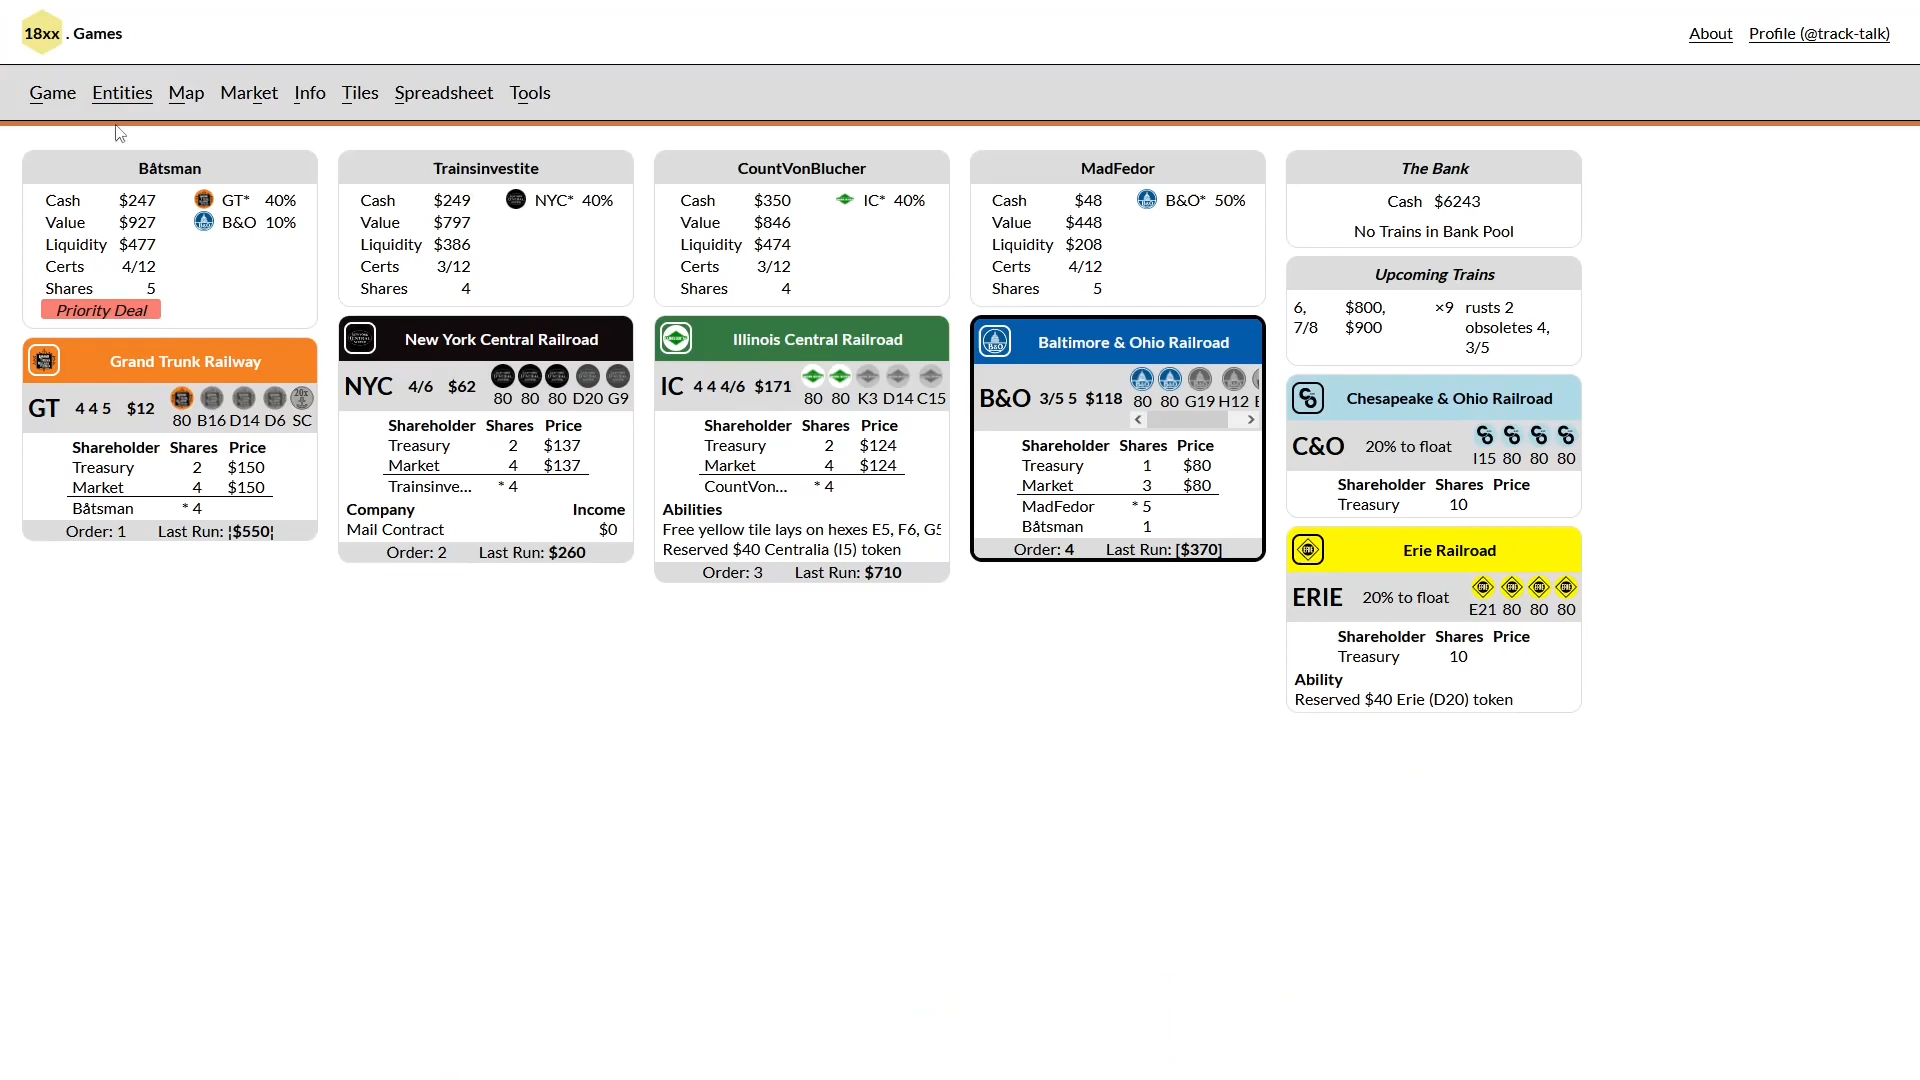 18xx . Games
About Profile (@track-talk)
Game Entities Map Market Info Tiles Spreadsheet Tools
Båtsman
Cash $247 GT* 40%
Value $927 B&O 10%
Liquidity $477
Certs 4/12
Shares 5
Priority Deal
Grand Trunk Railway
GT 4 4 5 $12 80 B16 D14 D6 SC
20x
Shareholder Shares Price
Treasury 2 $150
Market 4 $150
Båtsman * 4
Order: 1 Last Run: ¦$550¦
Trainsinvestite
Cash $249 NYC* 40%
Value $797
Liquidity $386
Certs 3/12
Shares 4
New York Central Railroad
NYC 4/6 $62 80 80 80 D20 G9
Shareholder Shares Price
Treasury 2 $137
Market 4 $137
Trainsinve... * 4
Company Income
Mail Contract $0
Order: 2 Last Run: $260
CountVonBlucher
Cash $350 IC* 40%
Value $846
Liquidity $474
Certs 3/12
Shares 4
Illinois Central Railroad
IC 4 4 4/6 $171 80 80 K3 D14 C15
Shareholder Shares Price
Treasury 2 $124
Market 4 $124
CountVon... * 4
Abilities
Free yellow tile lays on hexes E5, F6, G5
Reserved $40 Centralia (I5) token
Order: 3 Last Run: $710
MadFedor
Cash $48 B&O* 50%
Value $448
Liquidity $208
Certs 4/12
Shares 5
Baltimore & Ohio Railroad
B&O 3/5 5 $118 80 80 G19 H12
Shareholder Shares Price
Treasury 1 $80
Market 3 $80
MadFedor * 5
Båtsman 1
Order: 4 Last Run: [$370]
The Bank
Cash $6243
No Trains in Bank Pool
Upcoming Trains
6, $800, ×9 rusts 2
7/8 $900 obsoletes 4,
3/5
Chesapeake & Ohio Railroad
C&O 20% to float I15 80 80 80
Shareholder Shares Price
Treasury 10
Erie Railroad
ERIE 20% to float E21 80 80 80
Shareholder Shares Price
Treasury 10
Ability
Reserved $40 Erie (D20) token